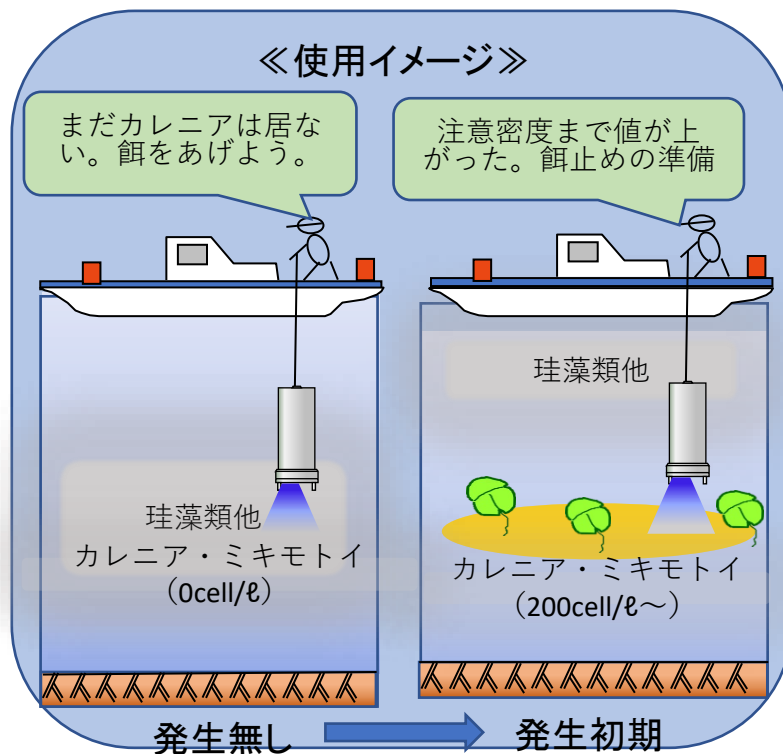 ≪使用イメージ≫
まだカレニアは居な
い。餌をあげよう。
注意密度まで値が上
がった。餌止めの準備
珪藻類他
カレニア・ミキモトイ
（0cell/ℓ）
珪藻類他
カレニア・ミキモトイ
（200cell/ℓ～）
発生無し
発生初期